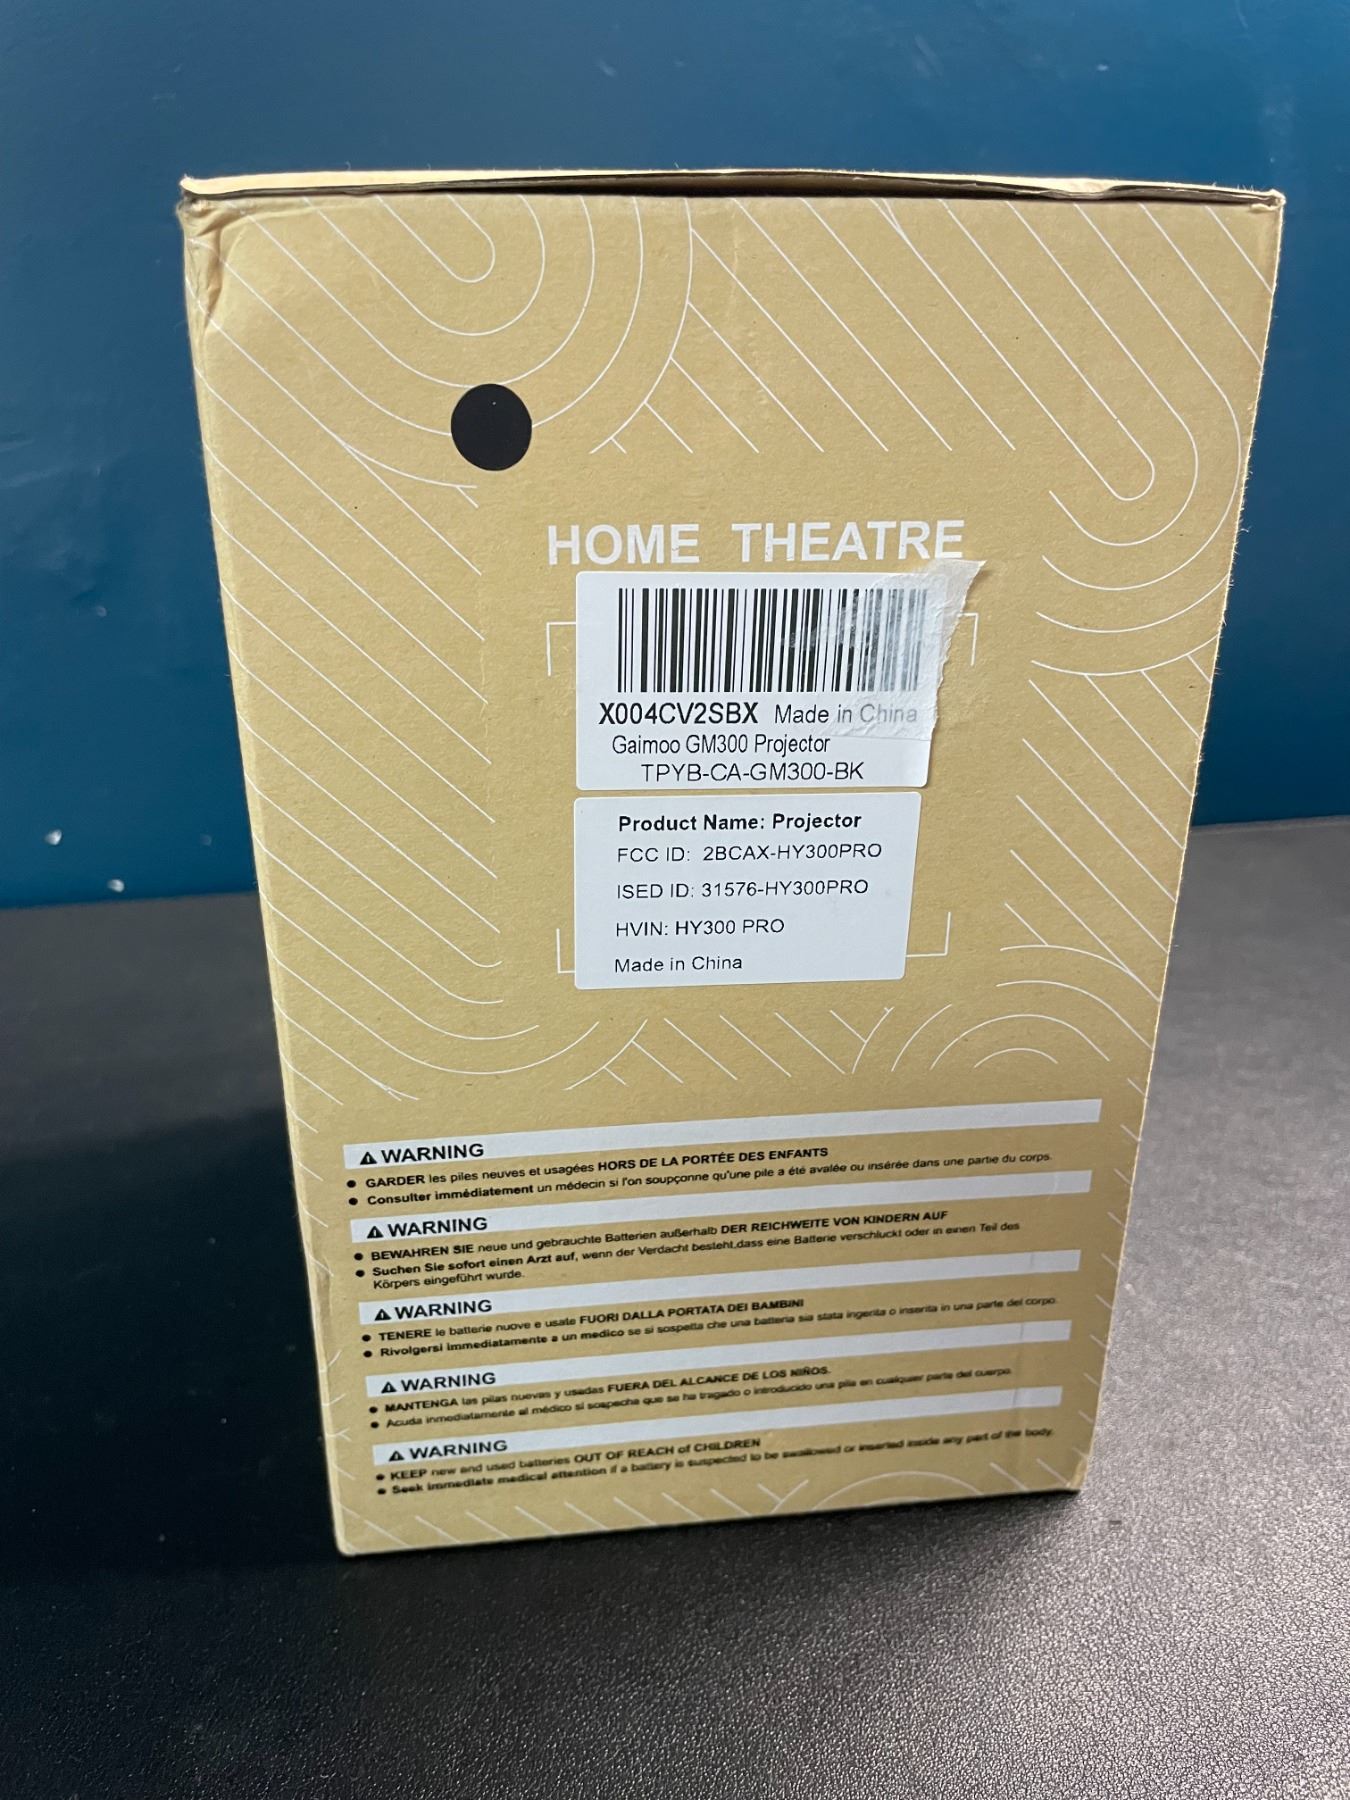 HOME THEATRE
X004CV2SBX Made in China
Gaimoo GM300 Projector
TPYB-CA-GM300-BK
Product Name: Projector
FCC ID: 2BCAX-HY300PRO
ISED ID: 31576-HY300PRO
HVIN: HY300 PRO
Made in China
⚠ WARNING
● GARDER les piles neuves et usagées HORS DE LA PORTÉE DES ENFANTS
● Consulter immédiatement un médecin si l'on soupçonne qu'une pile a été avalée ou insérée dans une partie du corps.
⚠ WARNING
● BEWAHREN SIE neue und gebrauchte Batterien außerhalb DER REICHWEITE VON KINDERN AUF
● Suchen Sie sofort einen Arzt auf, wenn der Verdacht besteht,dass eine Batterie verschluckt oder in einen Teil des
Körpers eingeführt wurde.
⚠ WARNING
● TENERE le batterie nuove e usate FUORI DALLA PORTATA DEI BAMBINI
● Rivolgersi immediatamente a un medico se si sospetta che una batteria sia stata ingerita o inserita in una parte del corpo.
⚠ WARNING
● MANTENGA las pilas nuevas y usadas FUERA DEL ALCANCE DE LOS NIÑOS.
● Acuda inmediatamente al médico si sospecha que se ha tragado o introducido una pila en cualquier parte del cuerpo.
⚠ WARNING
● KEEP new and used batteries OUT OF REACH of CHILDREN
● Seek immediate medical attention if a battery is suspected to be swallowed or inserted inside any part of the body.